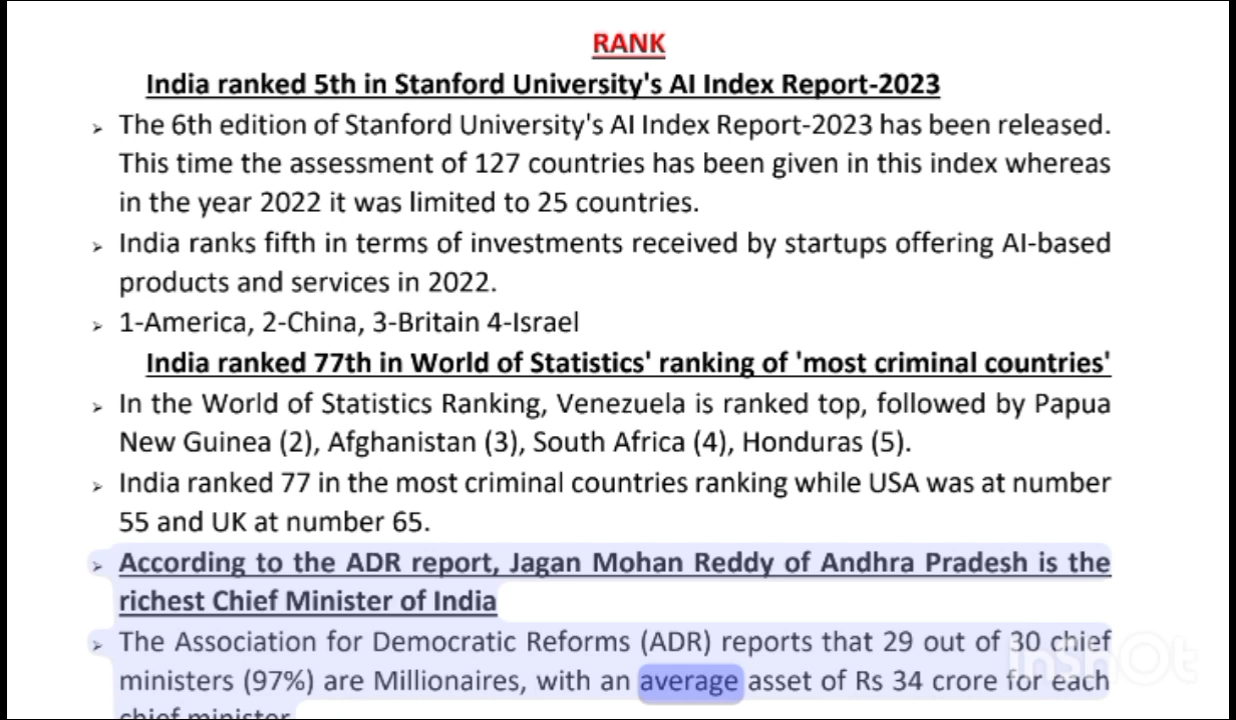 RANK
India ranked 5th in Stanford University's AI Index Report-2023
➢ The 6th edition of Stanford University's AI Index Report-2023 has been released.
This time the assessment of 127 countries has been given in this index whereas
in the year 2022 it was limited to 25 countries.
➢ India ranks fifth in terms of investments received by startups offering AI-based
products and services in 2022.
➢ 1-America, 2-China, 3-Britain 4-Israel
India ranked 77th in World of Statistics' ranking of 'most criminal countries'
➢ In the World of Statistics Ranking, Venezuela is ranked top, followed by Papua
New Guinea (2), Afghanistan (3), South Africa (4), Honduras (5).
➢ India ranked 77 in the most criminal countries ranking while USA was at number
55 and UK at number 65.
➢ According to the ADR report, Jagan Mohan Reddy of Andhra Pradesh is the
richest Chief Minister of India
➢ The Association for Democratic Reforms (ADR) reports that 29 out of 30 chief
ministers (97%) are Millionaires, with an average asset of Rs 34 crore for each
chief minister.
InShOt